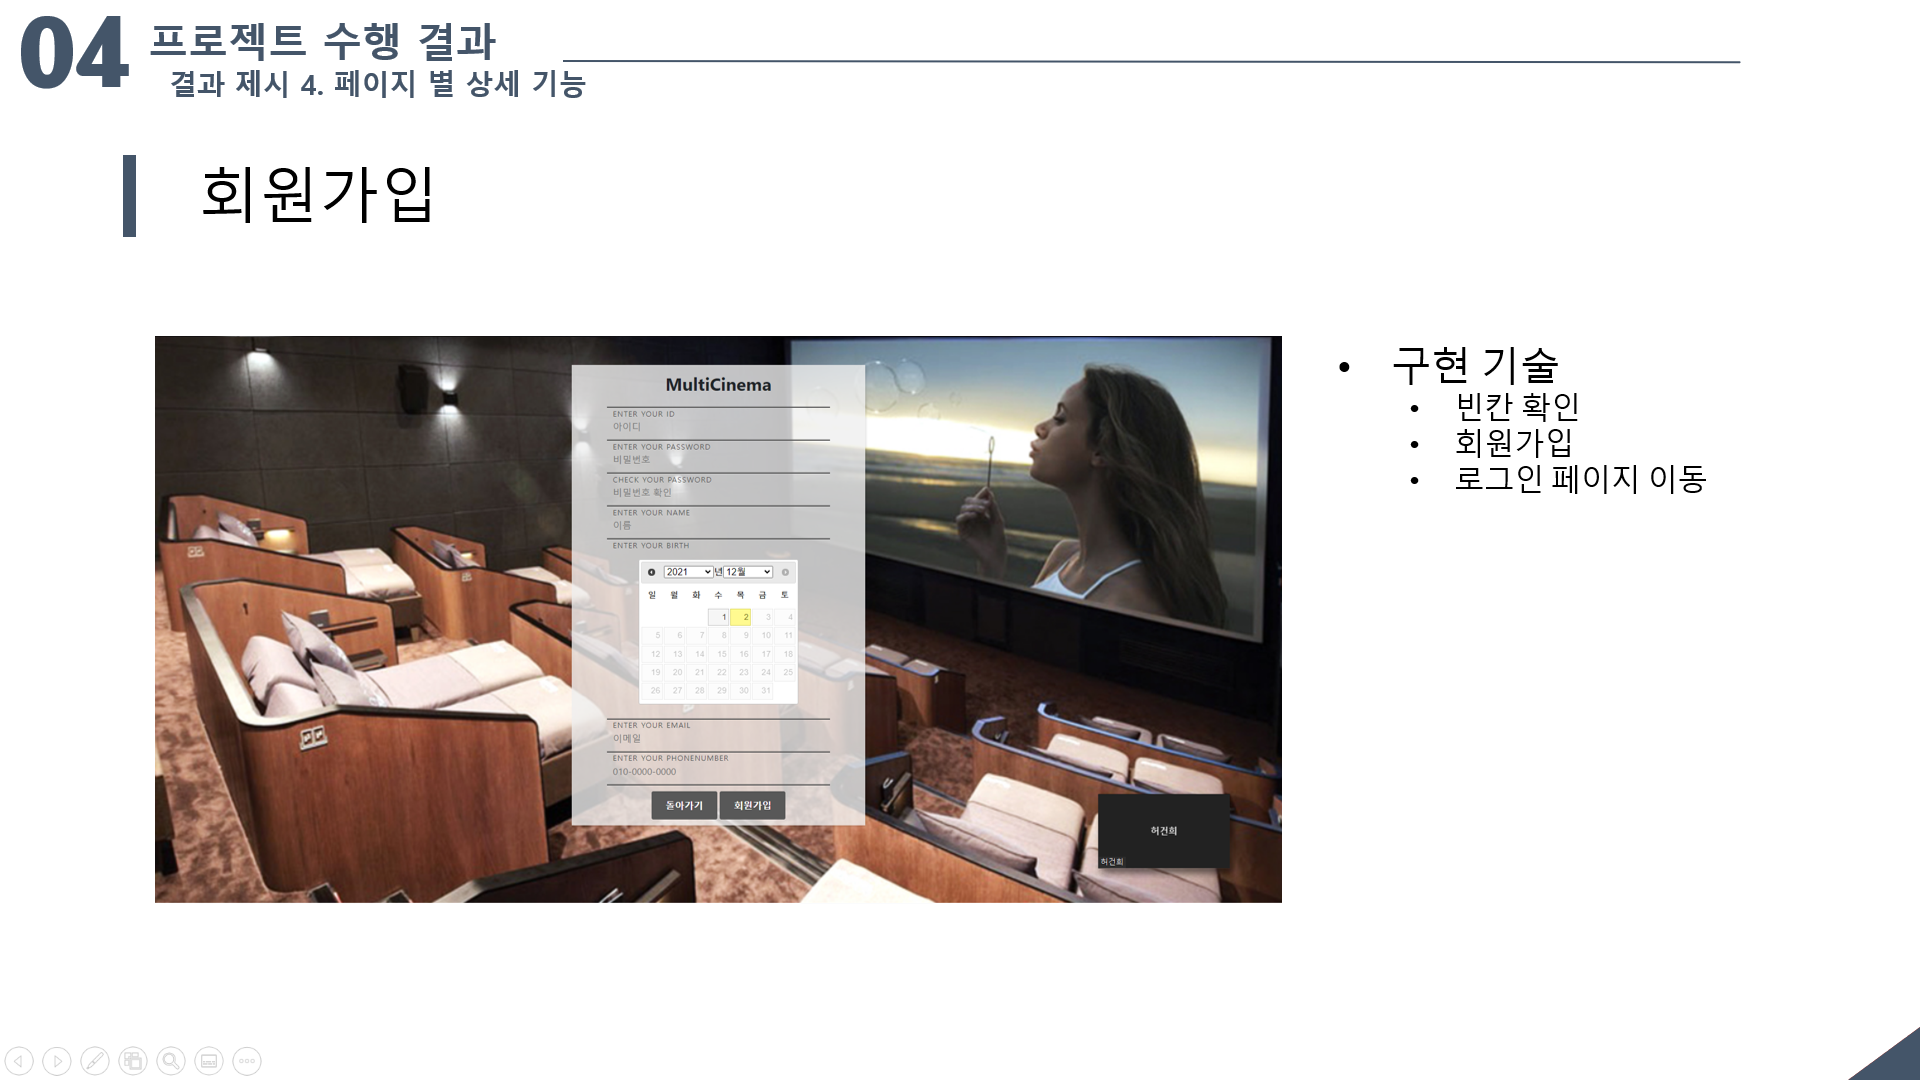 04
프로젝트 수행 결과
결과 제시 4. 페이지 별 상세 기능
회원가입
MultiCinema
ENTER YOUR ID
아이디
ENTER YOUR PASSWORD
비밀번호
CHECK YOUR PASSWORD
비밀번호 확인
ENTER YOUR NAME
이름
ENTER YOUR BIRTH
2021 년 12월
일 월 화 수 목 금 토
1 2 3 4
5 6 7 8 9 10 11
12 13 14 15 16 17 18
19 20 21 22 23 24 25
26 27 28 29 30 31
ENTER YOUR EMAIL
이메일
ENTER YOUR PHONENUMBER
010-0000-0000
돌아가기 회원가입
허건희
허건희
• 구현 기술
• 빈칸 확인
• 회원가입
• 로그인 페이지 이동